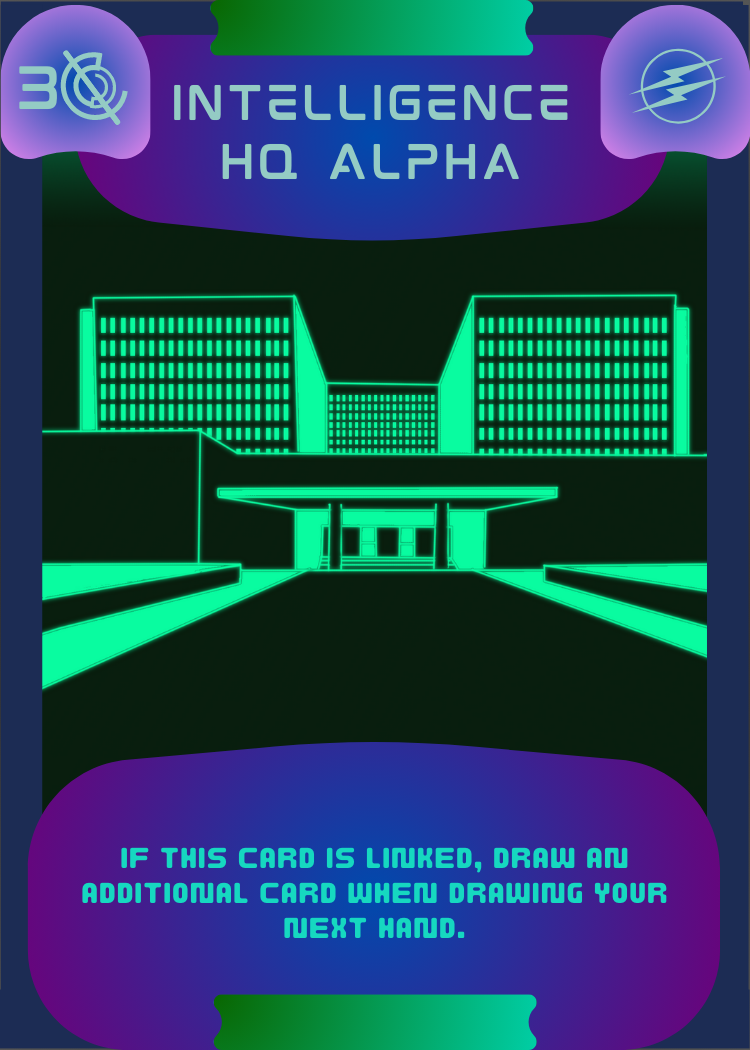 3
INTELLIGENCE
HQ ALPHA
IF THIS CARD IS LINKED, DRAW AN
ADDITIONAL CARD WHEN DRAWING YOUR
NEXT HAND.